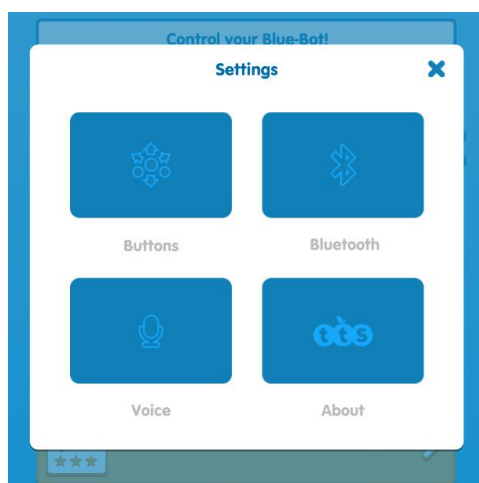 Control your Blue-Bot!
Settings
Buttons
Bluetooth
tts
Voice
About